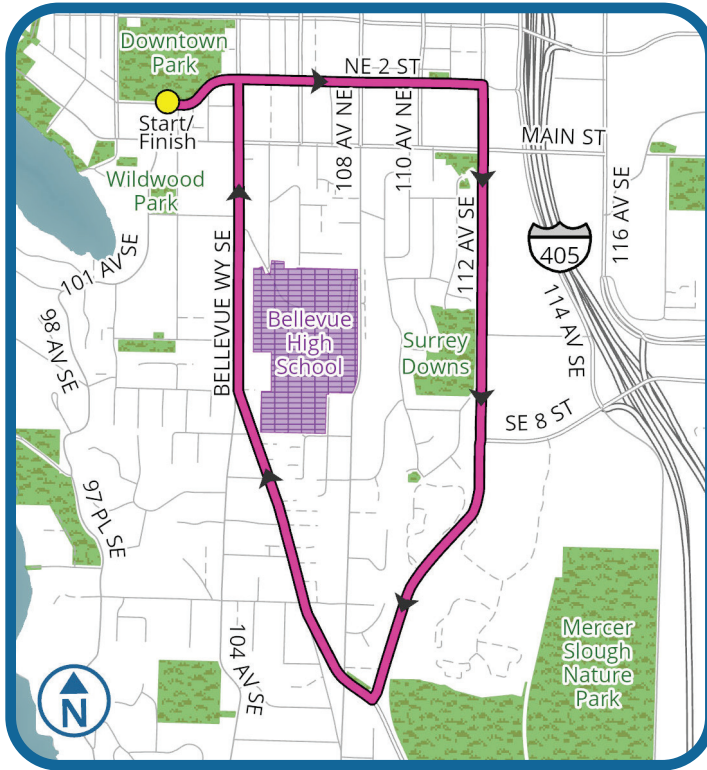 Downtown
Park
NE 2 ST
Start/
Finish
108 AV NE
110 AV NE
MAIN ST
Wildwood
Park
116 AV SE
112 AV SE
101 AV SE
BELLEVUE WY SE
405
98 AV SE
114 AV SE
Bellevue
High
School
Surrey
Downs
SE 8 ST
97 PL SE
104 AV SE
Mercer
Slough
Nature
Park
N